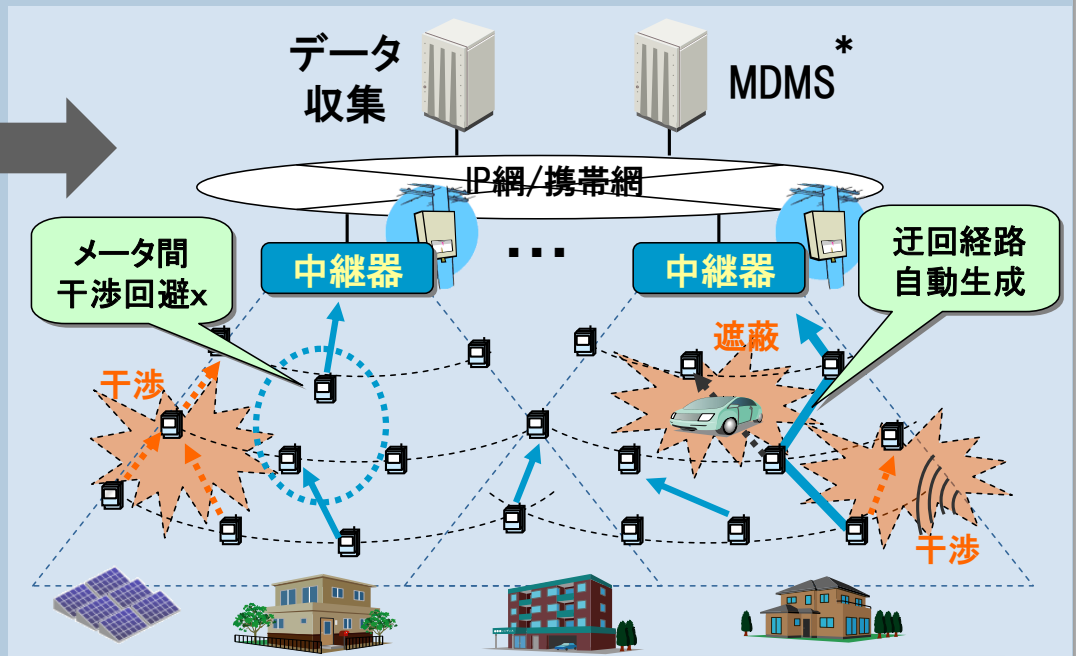 データ
収集
MDMS*
IP網/携帯網
メータ間
干渉回避x
中継器
...
中継器
迂回経路
自動生成
遮蔽
干渉
干渉